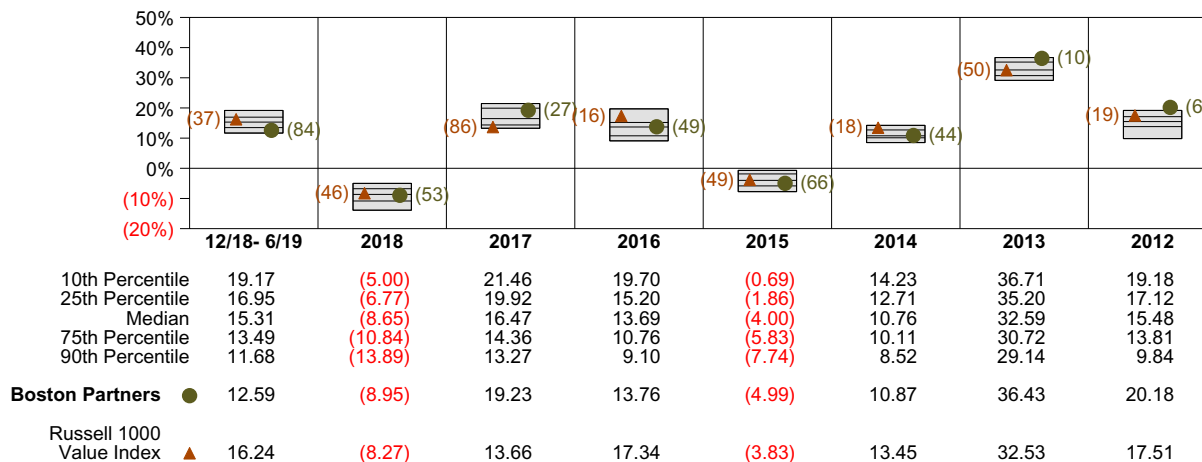 50%
40%
30%
20%
10%
0%
(10%)
(20%)
(37) (84)
(46) (53)
(86) (27)
(16) (49)
(49) (66)
(18) (44)
(50) (10)
(19) (6
12/18- 6/19 2018 2017 2016 2015 2014 2013 2012
10th Percentile 19.17 (5.00) 21.46 19.70 (0.69) 14.23 36.71 19.18
25th Percentile 16.95 (6.77) 19.92 15.20 (1.86) 12.71 35.20 17.12
Median 15.31 (8.65) 16.47 13.69 (4.00) 10.76 32.59 15.48
75th Percentile 13.49 (10.84) 14.36 10.76 (5.83) 10.11 30.72 13.81
90th Percentile 11.68 (13.89) 13.27 9.10 (7.74) 8.52 29.14 9.84
Boston Partners 12.59 (8.95) 19.23 13.76 (4.99) 10.87 36.43 20.18
Russell 1000
Value Index 16.24 (8.27) 13.66 17.34 (3.83) 13.45 32.53 17.51